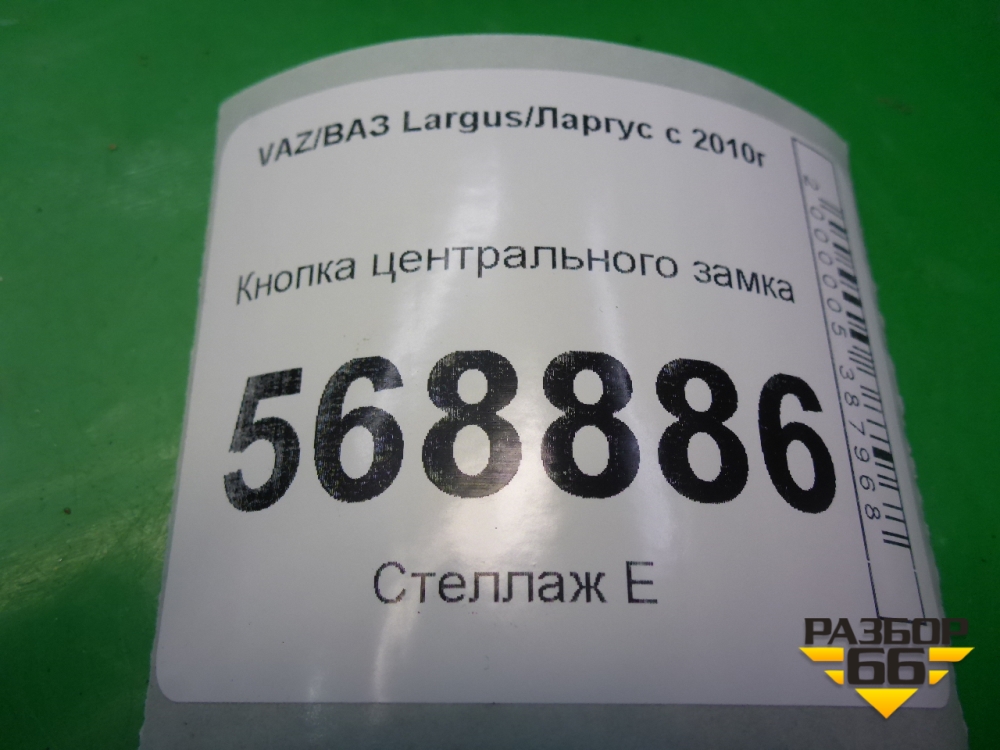 VAZ/ВАЗ Largus/Ларгус с 2010г
Кнопка центрального замка
568886
Стеллаж Е
2000005387968
РАЗБОР
66